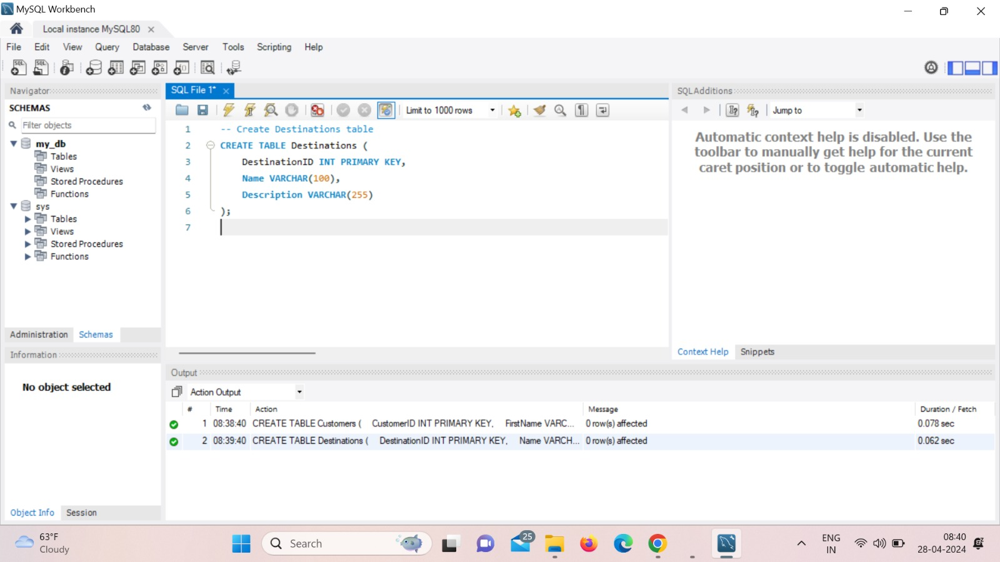 MySQL Workbench
Local instance MySQL80
File Edit View Query Database Server Tools Scripting Help
Navigator
SCHEMAS
Filter objects
my_db
Tables
Views
Stored Procedures
Functions
sys
Tables
Views
Stored Procedures
Functions
Administration Schemas
Information
No object selected
Object Info Session
SQL File 1*
Limit to 1000 rows
1 -- Create Destinations table
2 CREATE TABLE Destinations (
3 DestinationID INT PRIMARY KEY,
4 Name VARCHAR(100),
5 Description VARCHAR(255)
6 );
7
SQLAdditions
Jump to
Automatic context help is disabled. Use the
toolbar to manually get help for the current
caret position or to toggle automatic help.
Context Help Snippets
Output
Action Output
# Time Action Message Duration / Fetch
1 08:38:40 CREATE TABLE Customers ( CustomerID INT PRIMARY KEY, FirstName VARC... 0 row(s) affected 0.078 sec
2 08:39:40 CREATE TABLE Destinations ( DestinationID INT PRIMARY KEY, Name VARCH... 0 row(s) affected 0.062 sec
63°F
Cloudy
Search
25
ENG
IN
08:40
28-04-2024